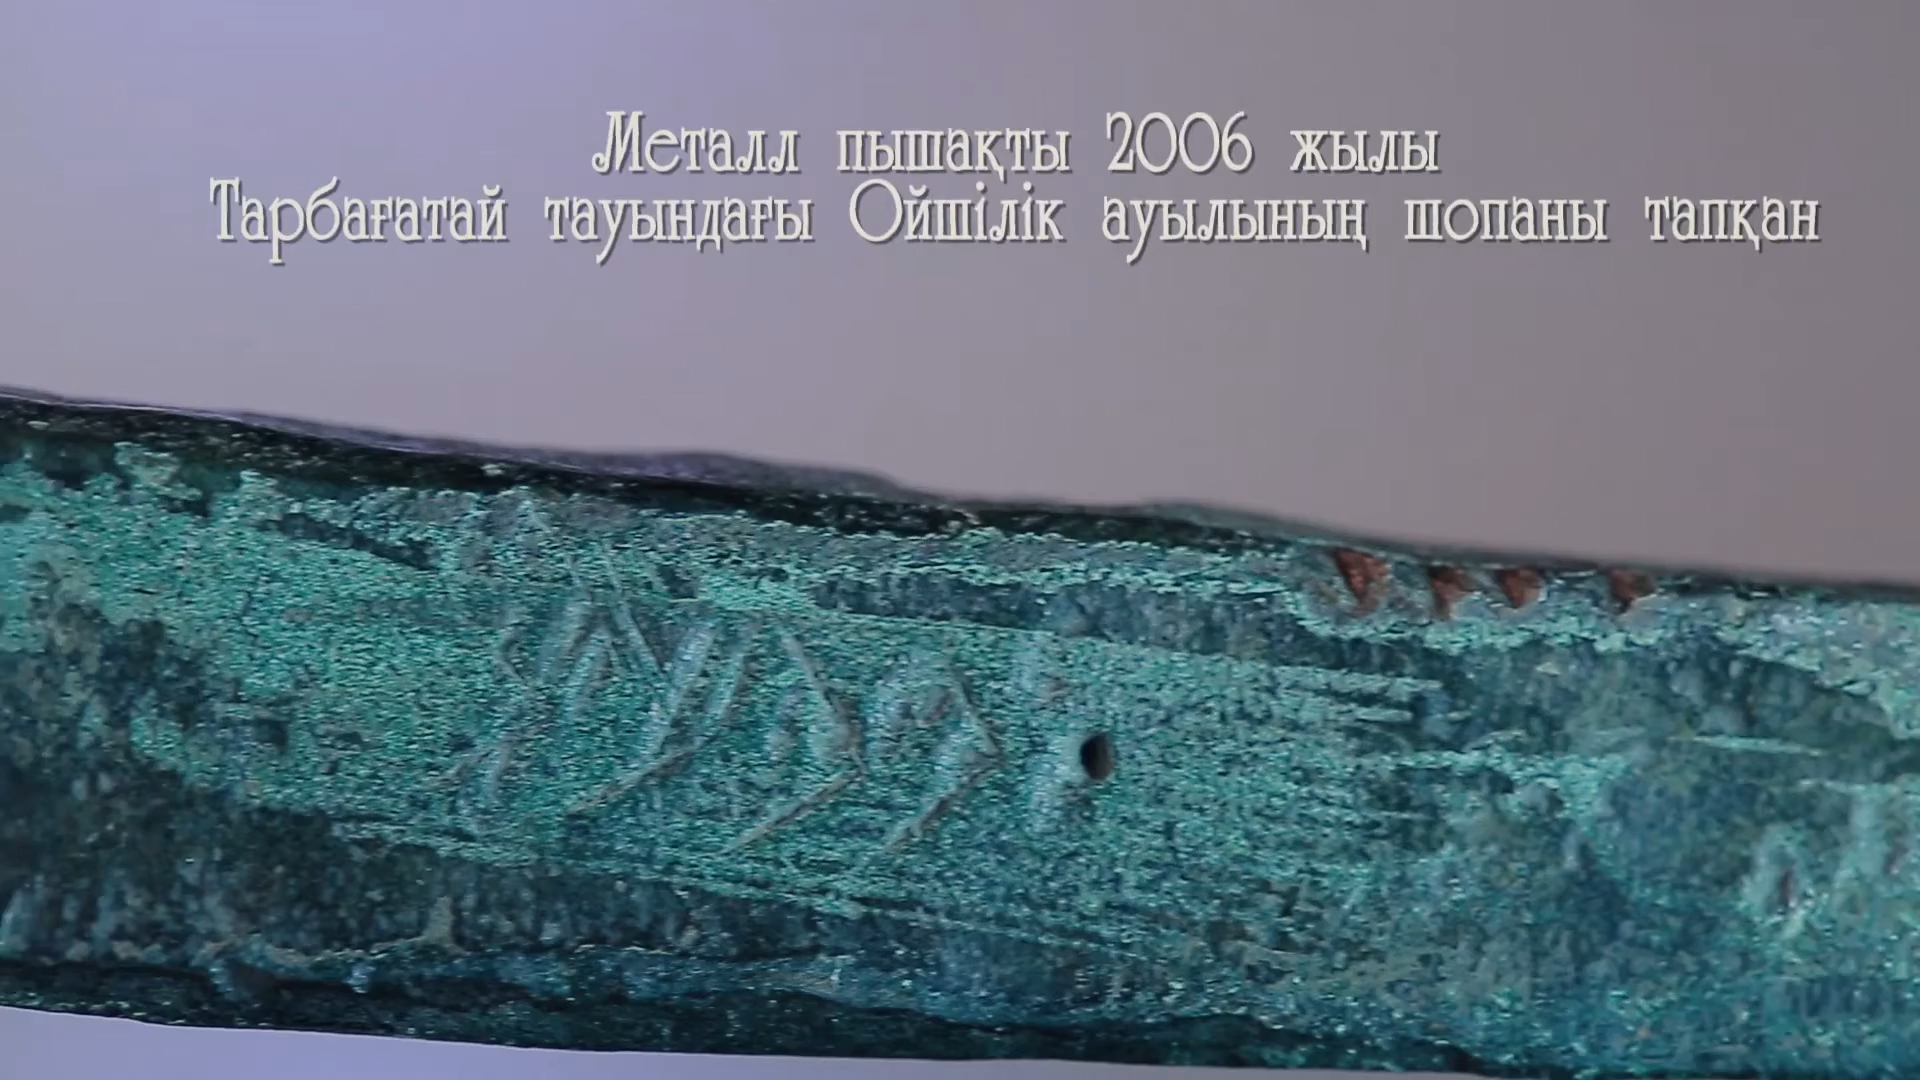 Металл пышақты 2006 жылы
Тарбағатай тауындағы Ойшілік ауылының шопаны тапқан